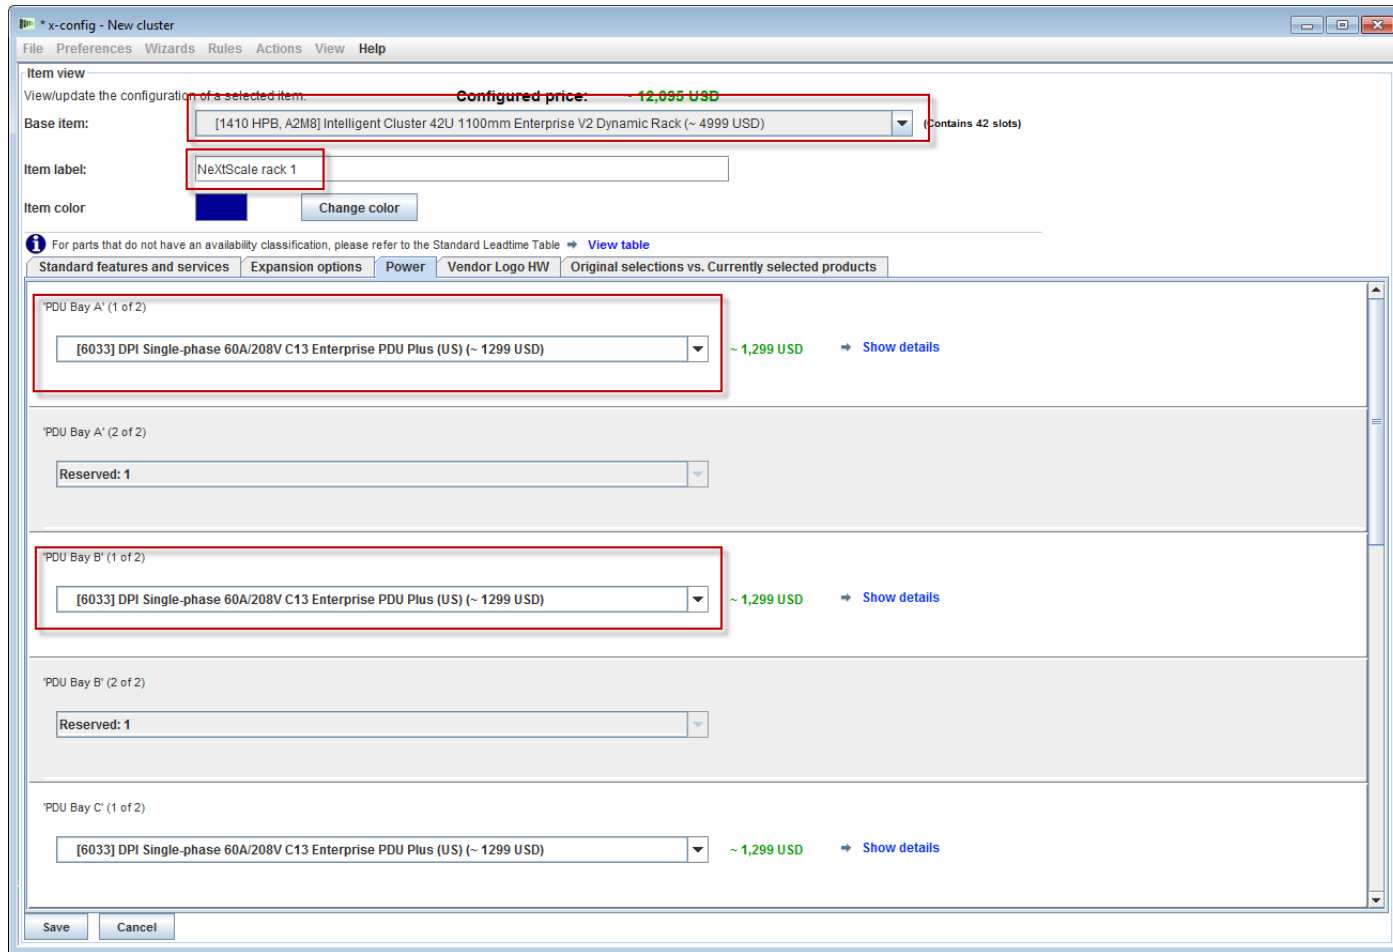 * x-config - New cluster
File Preferences Wizards Rules Actions View Help
Item view
View/update the configuration of a selected item. Configured price: ~ 12,095 USD
Base item: [1410 HPB, A2M8] Intelligent Cluster 42U 1100mm Enterprise V2 Dynamic Rack (~ 4999 USD) (Contains 42 slots)
Item label: NeXtScale rack 1
Item color Change color
For parts that do not have an availability classification, please refer to the Standard Leadtime Table View table
Standard features and services Expansion options Power Vendor Logo HW Original selections vs. Currently selected products
'PDU Bay A' (1 of 2)
[6033] DPI Single-phase 60A/208V C13 Enterprise PDU Plus (US) (~ 1299 USD) ~ 1,299 USD Show details
'PDU Bay A' (2 of 2)
Reserved: 1
'PDU Bay B' (1 of 2)
[6033] DPI Single-phase 60A/208V C13 Enterprise PDU Plus (US) (~ 1299 USD) ~ 1,299 USD Show details
'PDU Bay B' (2 of 2)
Reserved: 1
'PDU Bay C' (1 of 2)
[6033] DPI Single-phase 60A/208V C13 Enterprise PDU Plus (US) (~ 1299 USD) ~ 1,299 USD Show details
Save Cancel